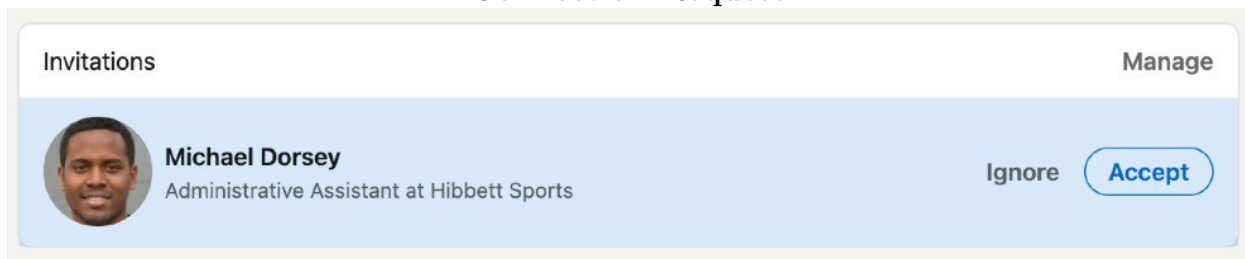 Invitations
Manage
Michael Dorsey
Administrative Assistant at Hibbett Sports
Ignore
Accept